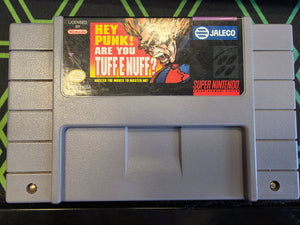 LICENSED
BY
Nintendo
HEY
PUNK!
ARE YOU
TUFF E NUFF?
MASTER THE MOVES TO MASTER ME!
JALECO
SUPER NINTENDO